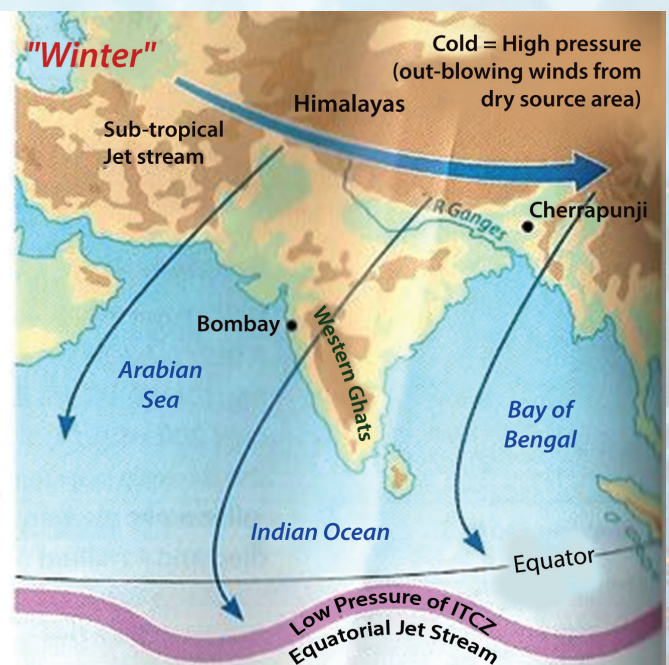 "Winter"
Cold = High pressure
(out-blowing winds from
dry source area)
Himalayas
Sub-tropical
Jet stream
R Ganges
Cherrapunji
Bombay
Western Ghats
Arabian
Sea
Bay of
Bengal
Indian Ocean
Equator
Low Pressure of ITCZ
Equatorial Jet Stream